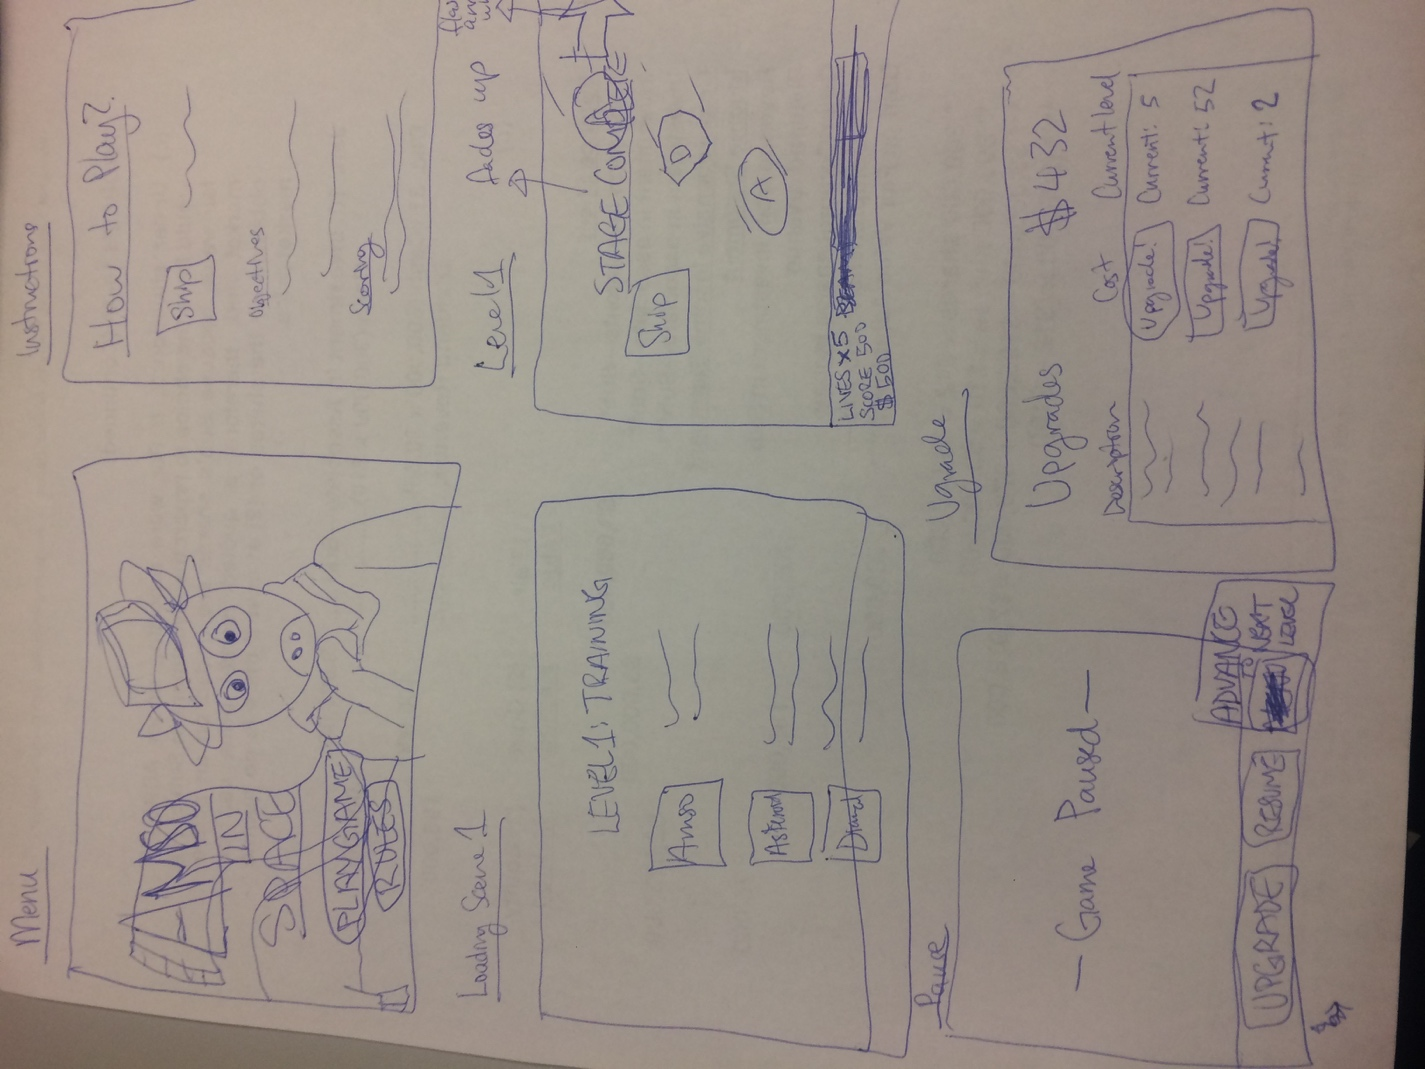 Menu
AMSO
IN
SPACE
PLAY GAME
RULES
Instructions
How to Play?
Ship
Objectives
Scoring
Loading Scene 1
LEVEL 1: TRAINING
Amso
Asteroid
Diamond
Level 1
fades up
STAGE COMPLETE
Ship
D
A
LIVES x5
SCORE 500
$ 500
Pause
— Game Paused —
UPGRADE
RESUME
ADVANCE
TO NEXT
LEVEL
Ugrade
Upgrades $ 432
Description Cost Current level
Upgrade! Current: 5
Upgrade! Current: 52
Upgrade! Current: 2